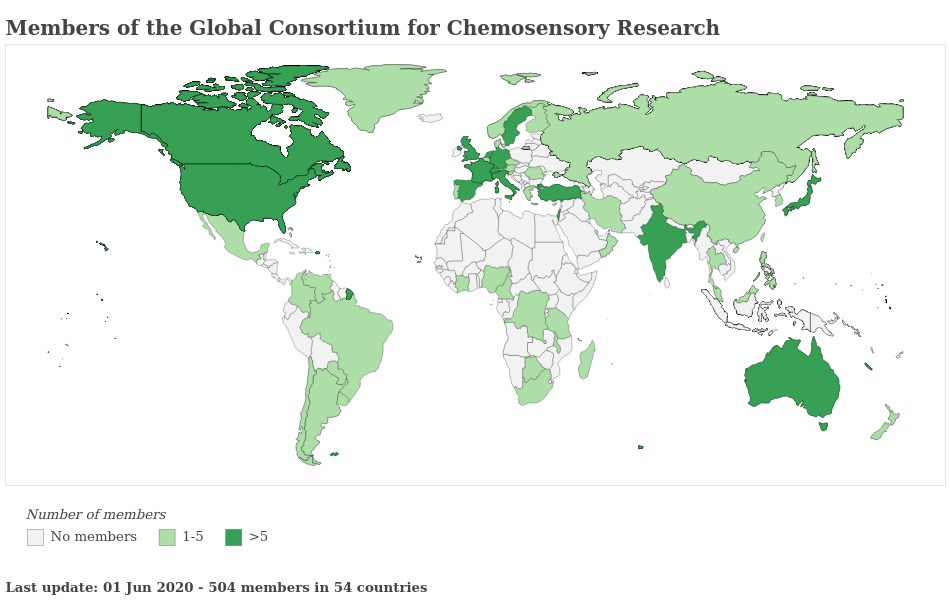 Members of the Global Consortium for Chemosensory Research
Number of members
No members 1-5 >5
Last update: 01 Jun 2020 - 504 members in 54 countries